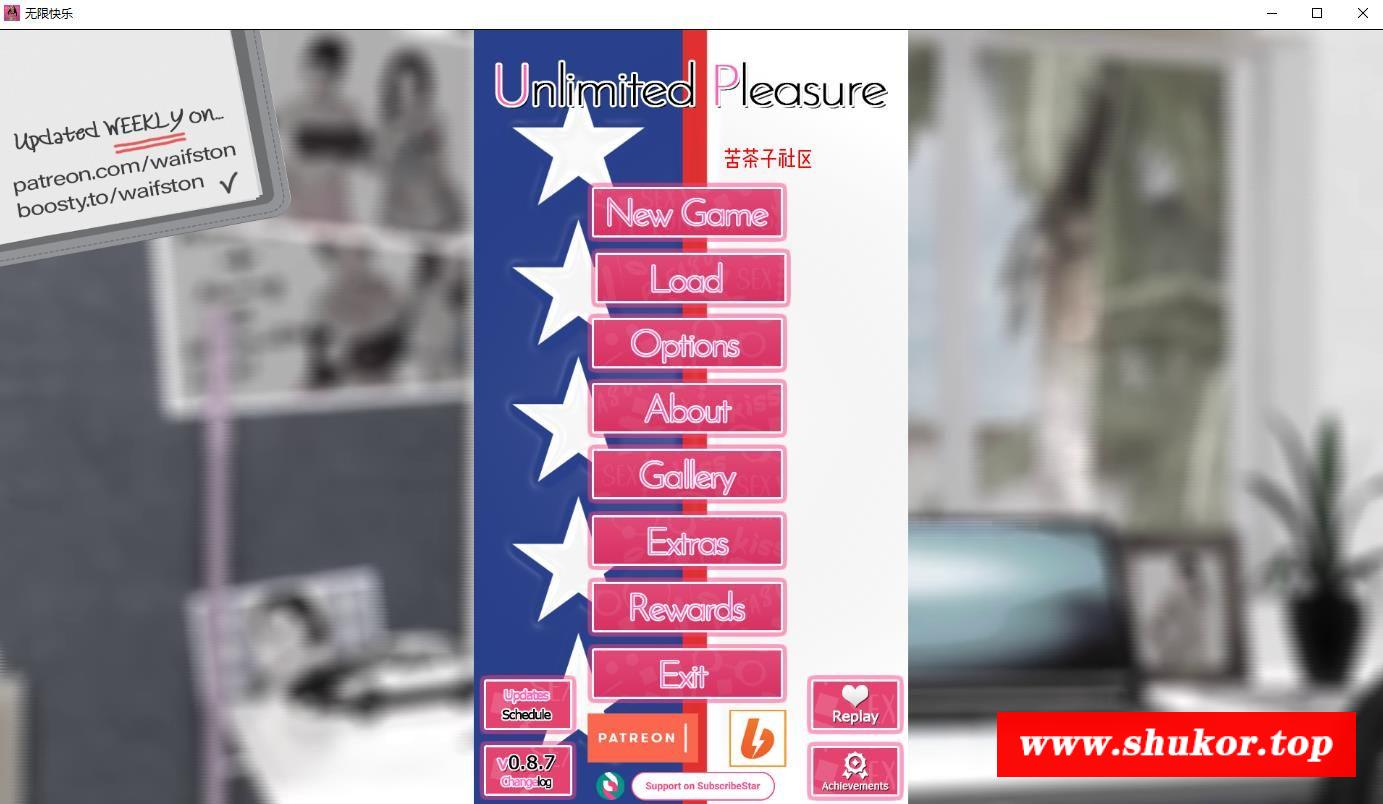 无限快乐
Updated WEEKLY on...
patreon.com/waifston
boosty.to/waifston
Unlimited Pleasure
苦茶子社区
New Game
Load
Options
About
Gallery
Extras
Rewards
Exit
Updates
Schedule
v0.8.7
Changelog
PATREON
Support on SubscribeStar
Replay
Achievements
www.shukor.top